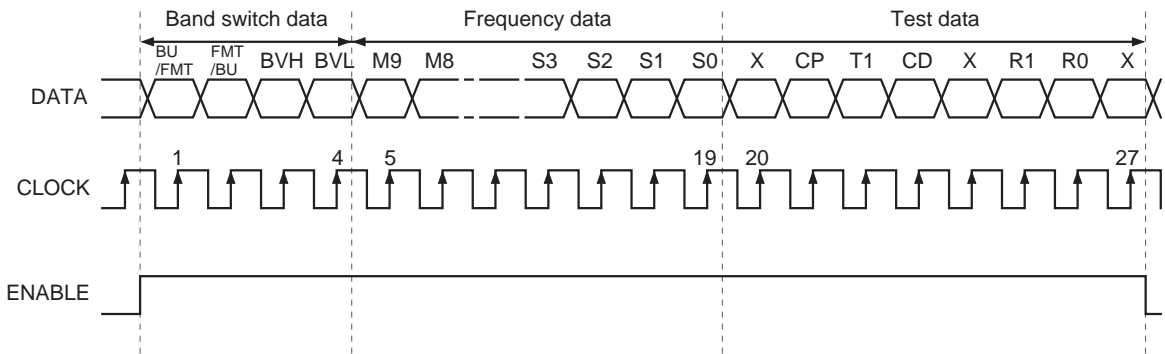 Band switch data Frequency data Test data
BU /FMT FMT /BU BVH BVL M9 M8 S3 S2 S1 S0 X CP T1 CD X R1 R0 X
DATA
1 4 5 19 20 27
CLOCK
ENABLE